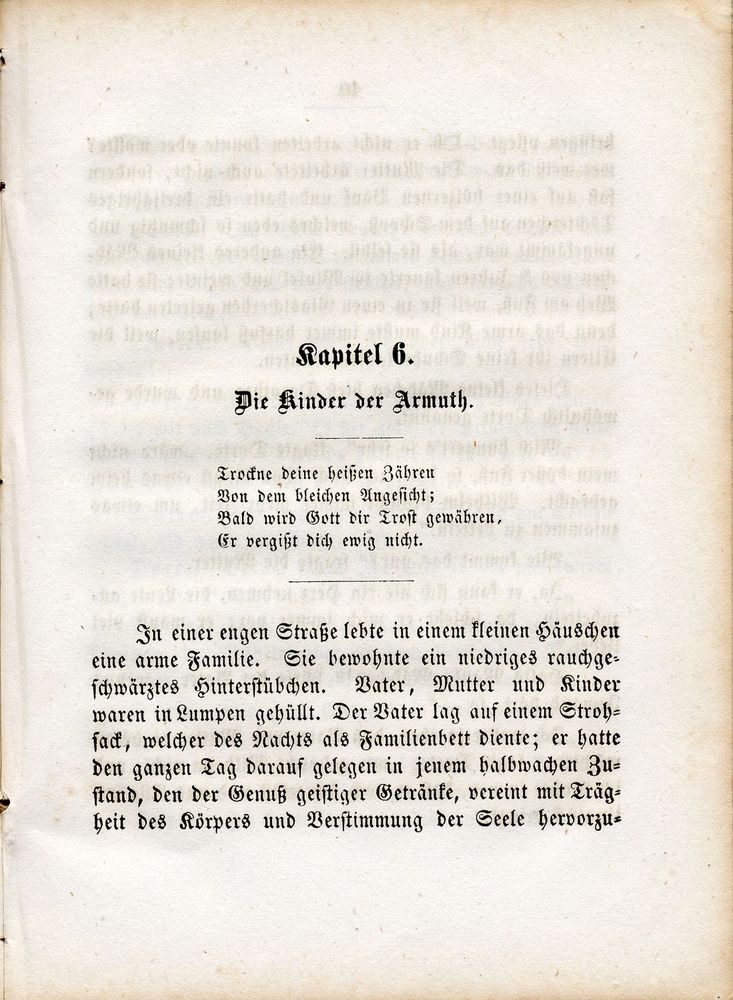 Kapitel 6.
Die Kinder der Armuth.
Trockne deine heißen Zähren
Von dem bleichen Angesicht;
Bald wird Gott dir Trost gewähren,
Er vergißt dich ewig nicht.
In einer engen Straße lebte in einem kleinen Häuschen
eine arme Familie. Sie bewohnte ein niedriges rauchge-
schwärztes Hinterstübchen. Vater, Mutter und Kinder
waren in Lumpen gehüllt. Der Vater lag auf einem Stroh-
sack, welcher des Nachts als Familienbett diente; er hatte
den ganzen Tag darauf gelegen in jenem halbwachen Zu-
stand, den der Genuß geistiger Getränke, vereint mit Träg-
heit des Körpers und Verstimmung der Seele hervorzu-